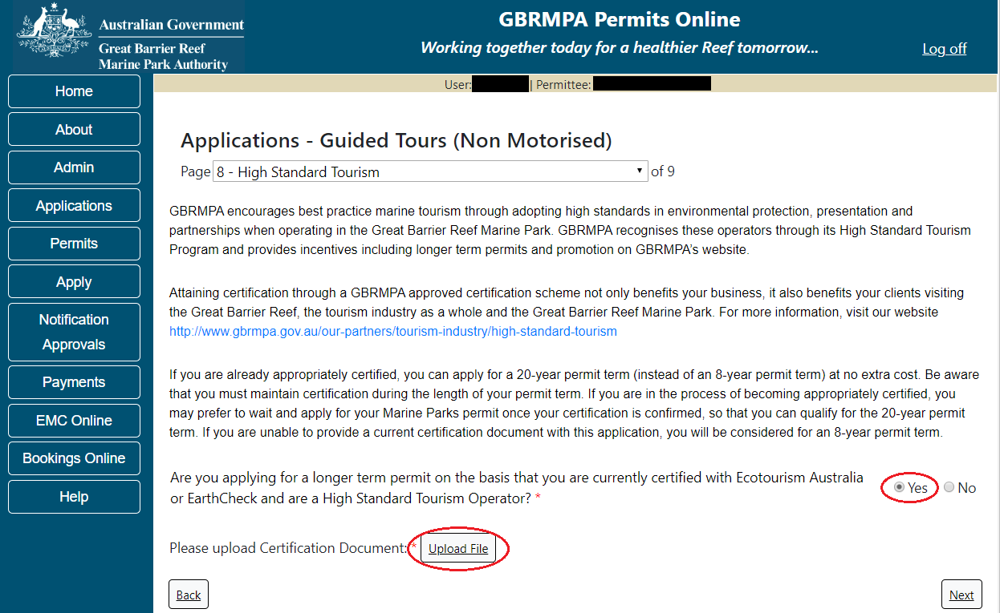 Australian Government
Great Barrier Reef
Marine Park Authority
GBRMPA Permits Online
Working together today for a healthier Reef tomorrow...
Log off
Home
About
Admin
Applications
Permits
Apply
Notification
Approvals
Payments
EMC Online
Bookings Online
Help
User: | Permittee:
Applications - Guided Tours (Non Motorised)
Page 8 - High Standard Tourism of 9
GBRMPA encourages best practice marine tourism through adopting high standards in environmental protection, presentation and
partnerships when operating in the Great Barrier Reef Marine Park. GBRMPA recognises these operators through its High Standard Tourism
Program and provides incentives including longer term permits and promotion on GBRMPA's website.
Attaining certification through a GBRMPA approved certification scheme not only benefits your business, it also benefits your clients visiting
the Great Barrier Reef, the tourism industry as a whole and the Great Barrier Reef Marine Park. For more information, visit our website
http://www.gbrmpa.gov.au/our-partners/tourism-industry/high-standard-tourism
If you are already appropriately certified, you can apply for a 20-year permit term (instead of an 8-year permit term) at no extra cost. Be aware
that you must maintain certification during the length of your permit term. If you are in the process of becoming appropriately certified, you
may prefer to wait and apply for your Marine Parks permit once your certification is confirmed, so that you can qualify for the 20-year permit
term. If you are unable to provide a current certification document with this application, you will be considered for an 8-year permit term.
Are you applying for a longer term permit on the basis that you are currently certified with Ecotourism Australia
or EarthCheck and are a High Standard Tourism Operator? *
Yes No
Please upload Certification Document: * Upload File
Back
Next